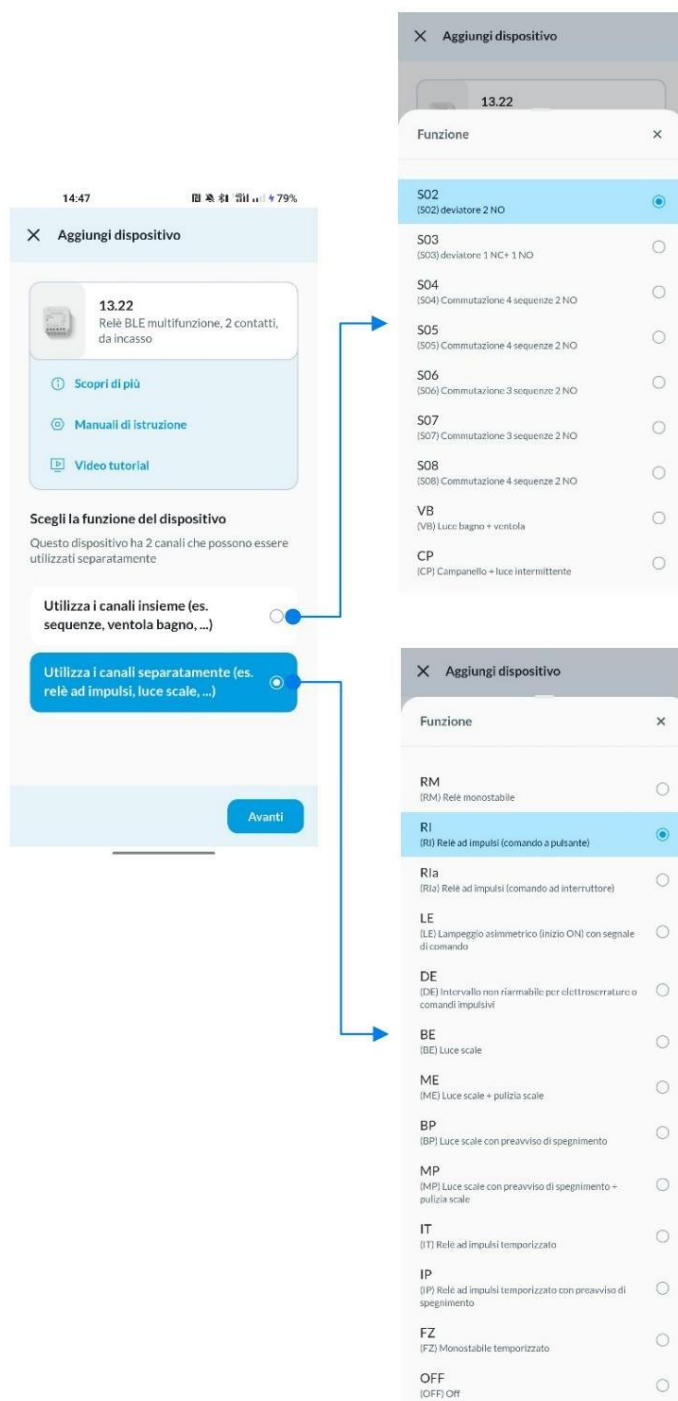 14:47
79%
Aggiungi dispositivo
13.22
Relè BLE multifunzione, 2 contatti,
da incasso
Scopri di più
Manuali di istruzione
Video tutorial
Scegli la funzione del dispositivo
Questo dispositivo ha 2 canali che possono essere
utilizzati separatamente
Utilizza i canali insieme (es.
sequenze, ventola bagno, ...)
Utilizza i canali separatamente (es.
relè ad impulsi, luce scale, ...)
Avanti
Aggiungi dispositivo
13.22
Funzione
S02
(S02) deviatore 2 NO
S03
(S03) deviatore 1 NC+ 1 NO
S04
(S04) Commutazione 4 sequenze 2 NO
S05
(S05) Commutazione 4 sequenze 2 NO
S06
(S06) Commutazione 3 sequenze 2 NO
S07
(S07) Commutazione 3 sequenze 2 NO
S08
(S08) Commutazione 4 sequenze 2 NO
VB
(VB) Luce bagno + ventola
CP
(CP) Campanello + luce intermittente
Aggiungi dispositivo
Funzione
RM
(RM) Relè monostabile
RI
(RI) Relè ad impulsi (comando a pulsante)
RIa
(RIa) Relè ad impulsi (comando ad interruttore)
LE
(LE) Lampeggio asimmetrico (inizio ON) con segnale
di comando
DE
(DE) Intervallo non riarmabile per elettroserrature o
comandi impulsivi
BE
(BE) Luce scale
ME
(ME) Luce scale + pulizia scale
BP
(BP) Luce scale con preavviso di spegnimento
MP
(MP) Luce scale con preavviso di spegnimento +
pulizia scale
IT
(IT) Relè ad impulsi temporizzato
IP
(IP) Relè ad impulsi temporizzato con preavviso di
spegnimento
FZ
(FZ) Monostabile temporizzato
OFF
(OFF) Off